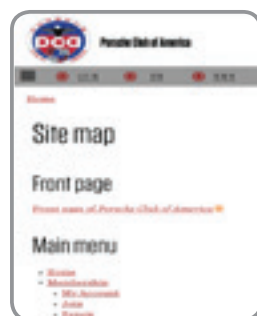 PCA
Porsche Club of America
Home
Site map
Front page
Front page of Porsche Club of America
Main menu
Home
Membership
My Account
Join